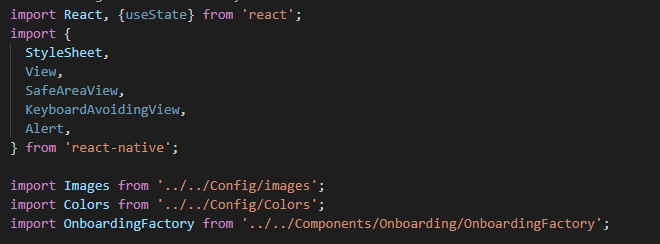 import React, {useState} from 'react';
import {
  StyleSheet,
  View,
  SafeAreaView,
  KeyboardAvoidingView,
  Alert,
} from 'react-native';

import Images from '../../Config/images';
import Colors from '../../Config/Colors';
import OnboardingFactory from '../../Components/Onboarding/OnboardingFactory';